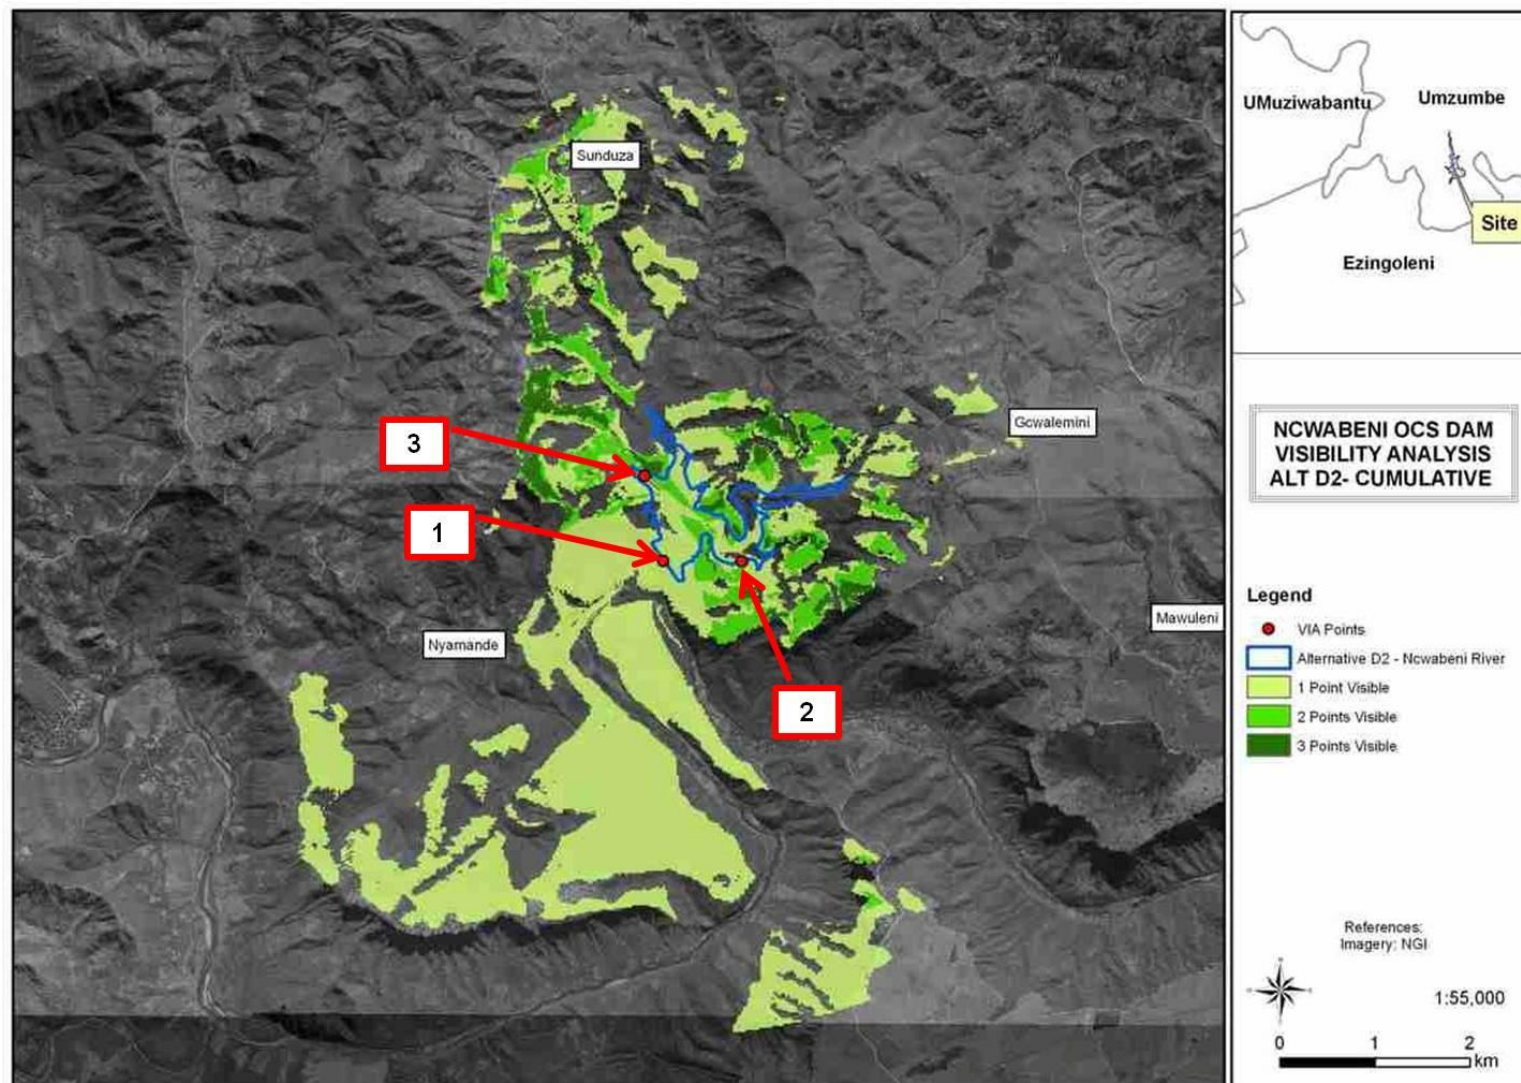 Sunduza
Gcwalemini
3
1
Mawuleni
Nyamande
2
UMuziwabantu
Umzumbe
Site
Ezingoleni
NCWABENI OCS DAM
VISIBILITY ANALYSIS
ALT D2- CUMULATIVE
Legend
VIA Points
Alternative D2 - Ncwabeni River
1 Point Visible
2 Points Visible
3 Points Visible
References:
Imagery: NGI
1:55,000
0 1 2
km